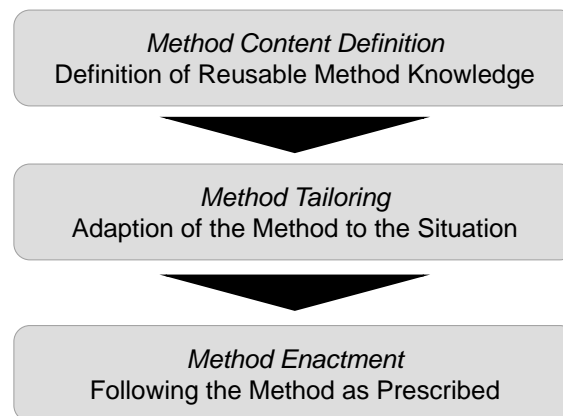 Method Content Definition
Definition of Reusable Method Knowledge
Method Tailoring
Adaption of the Method to the Situation
Method Enactment
Following the Method as Prescribed